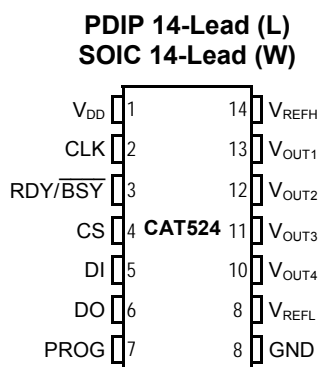 PDIP 14-Lead (L)
SOIC 14-Lead (W)
VDD 1 14 VREFH
CLK 2 13 VOUT1
RDY/BSY 3 12 VOUT2
CS 4 CAT524 11 VOUT3
DI 5 10 VOUT4
DO 6 8 VREFL
PROG 7 8 GND